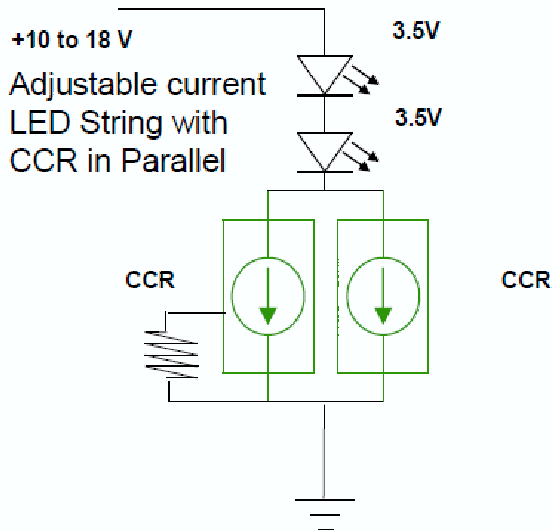 +10 to 18 V
3.5V
Adjustable current
LED String with
CCR in Parallel
3.5V
CCR
CCR